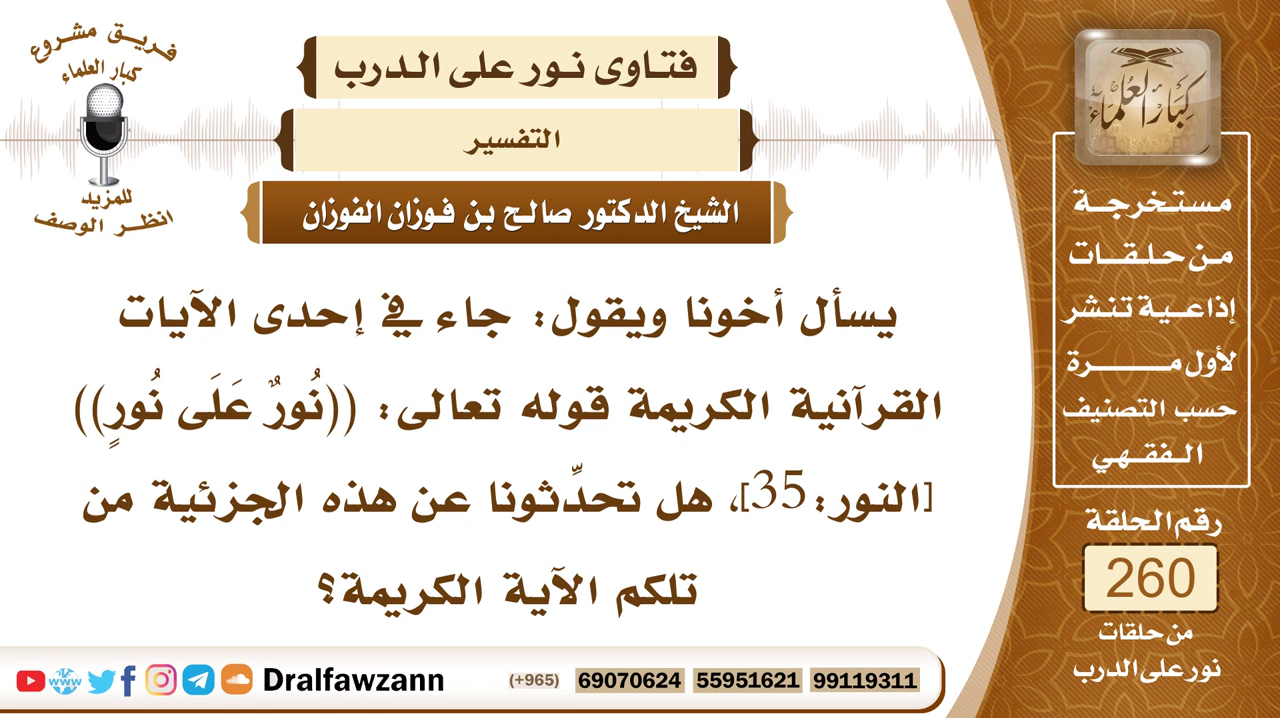 فريق مشروع
كبار العلماء
للمزيد
انظر الوصف
فتاوى نور على الدرب
التفسير
الشيخ الدكتور صالح بن فوزان الفوزان
يسأل أخونا ويقول: جاء في إحدى الآيات
القرآنية الكريمة قوله تعالى: ((نُورٌ عَلَى نُورٍ))
[النور:35]، هل تحدِّثونا عن هذه الجزئية من
تلكم الآية الكريمة؟
كبار العلماء
مستخرجة
من حلقات
إذاعية تنشر
لأول مرة
حسب التصنيف
الفقهي
رقم الحلقة
260
من حلقات
نور على الدرب
www Dralfawzann (+965) 69070624 55951621 99119311